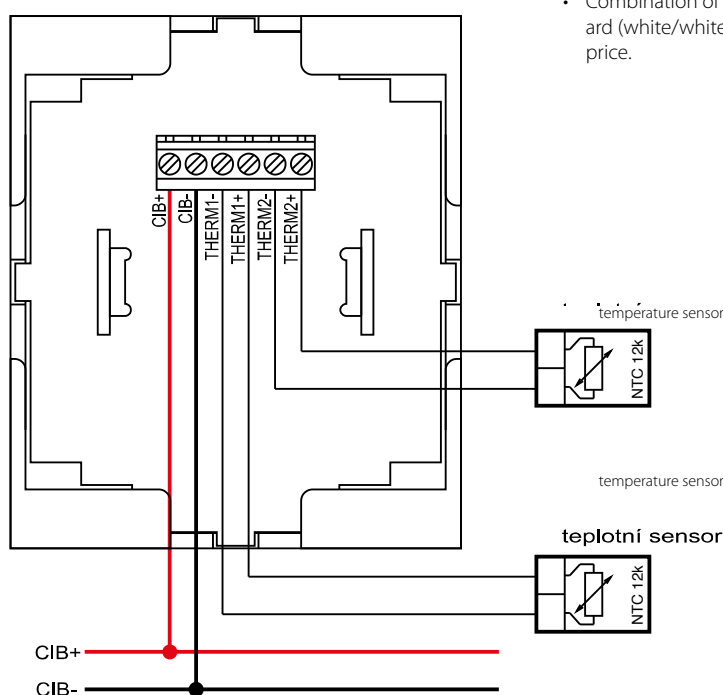 • Combination of
ard (white/white
price.
CIB+
CIB-
THERM1-
THERM1+
THERM2-
THERM2+
temperature sensor
NTC 12k
temperature sensor
teplotní sensor
NTC 12k
CIB+
CIB-